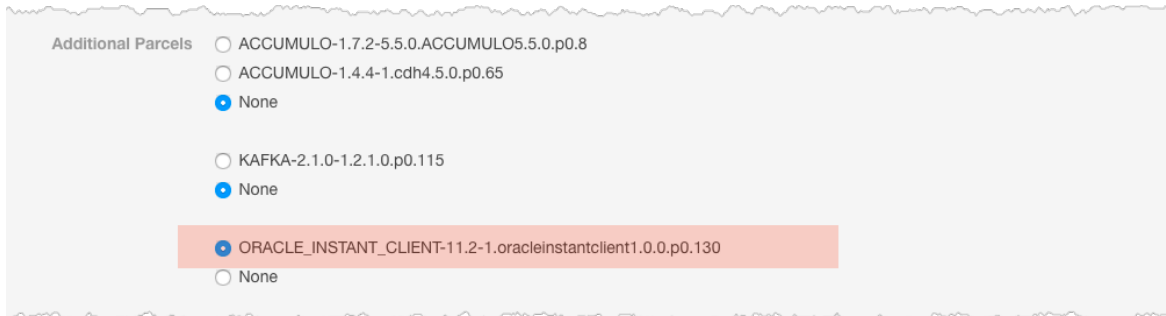 Additional Parcels ACCUMULO-1.7.2-5.5.0.ACCUMULO5.5.0.p0.8
ACCUMULO-1.4.4-1.cdh4.5.0.p0.65
None
KAFKA-2.1.0-1.2.1.0.p0.115
None
ORACLE_INSTANT_CLIENT-11.2-1.oracleinstantclient1.0.0.p0.130
None